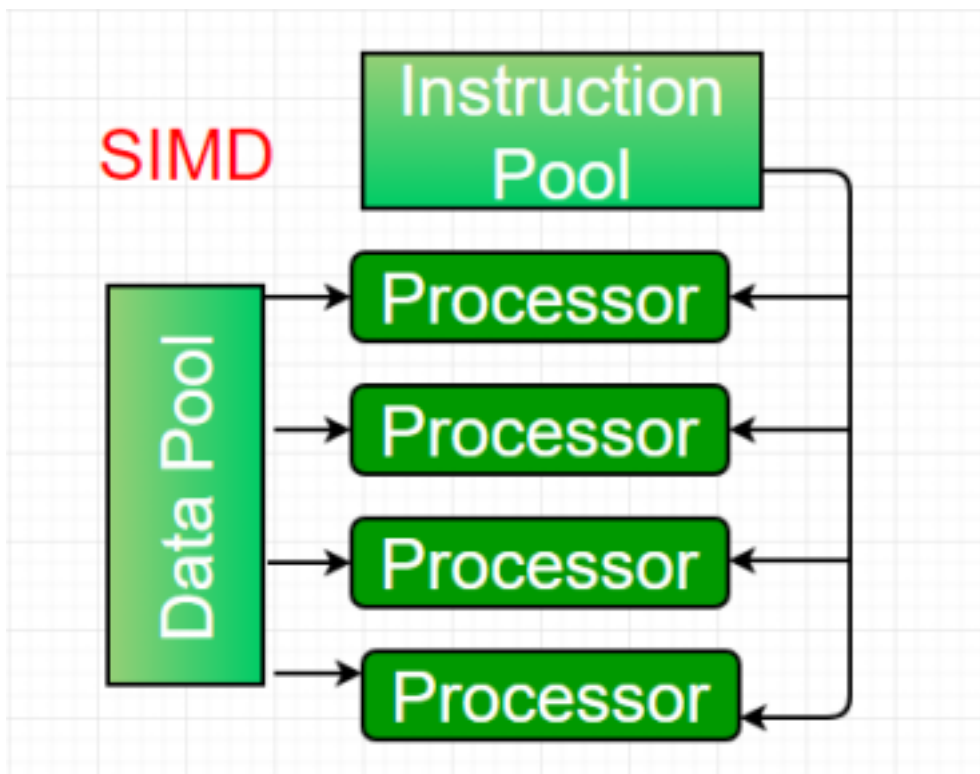 SIMD
Instruction
Pool
Data Pool
Processor
Processor
Processor
Processor